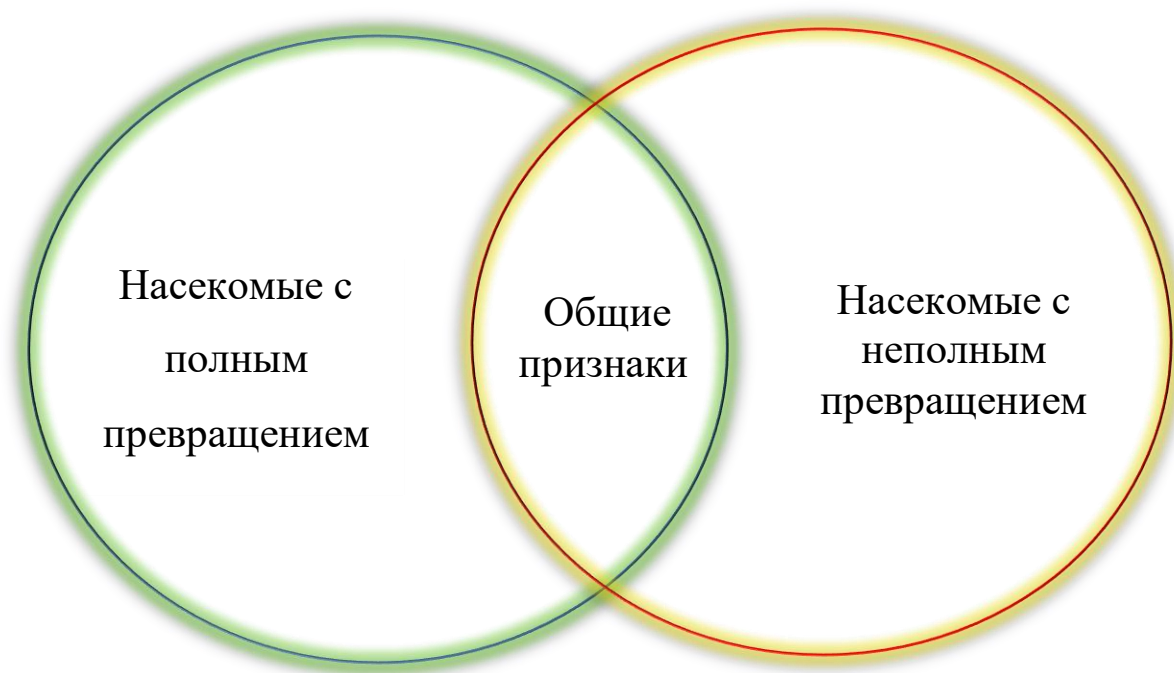 Насекомые с
полным
превращением
Общие
признаки
Насекомые с
неполным
превращением